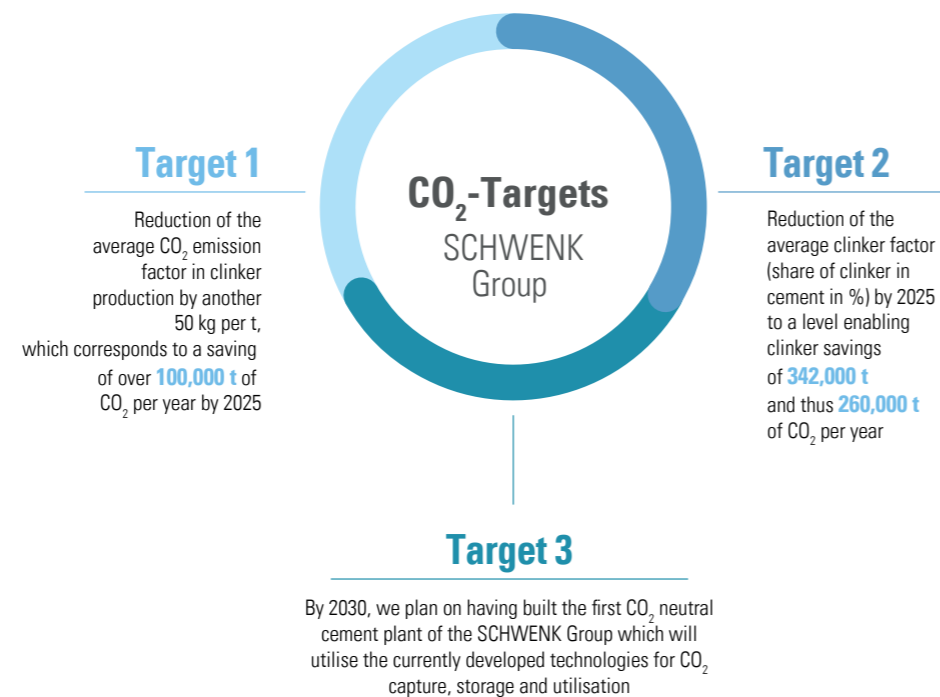 CO₂-Targets
SCHWENK
Group
Target 1
Reduction of the
average CO₂ emission
factor in clinker
production by another
50 kg per t,
which corresponds to a saving
of over 100,000 t of
CO₂ per year by 2025
Target 2
Reduction of the
average clinker factor
(share of clinker in
cement in %) by 2025
to a level enabling
clinker savings
of 342,000 t
and thus 260,000 t
of CO₂ per year
Target 3
By 2030, we plan on having built the first CO₂ neutral
cement plant of the SCHWENK Group which will
utilise the currently developed technologies for CO₂
capture, storage and utilisation